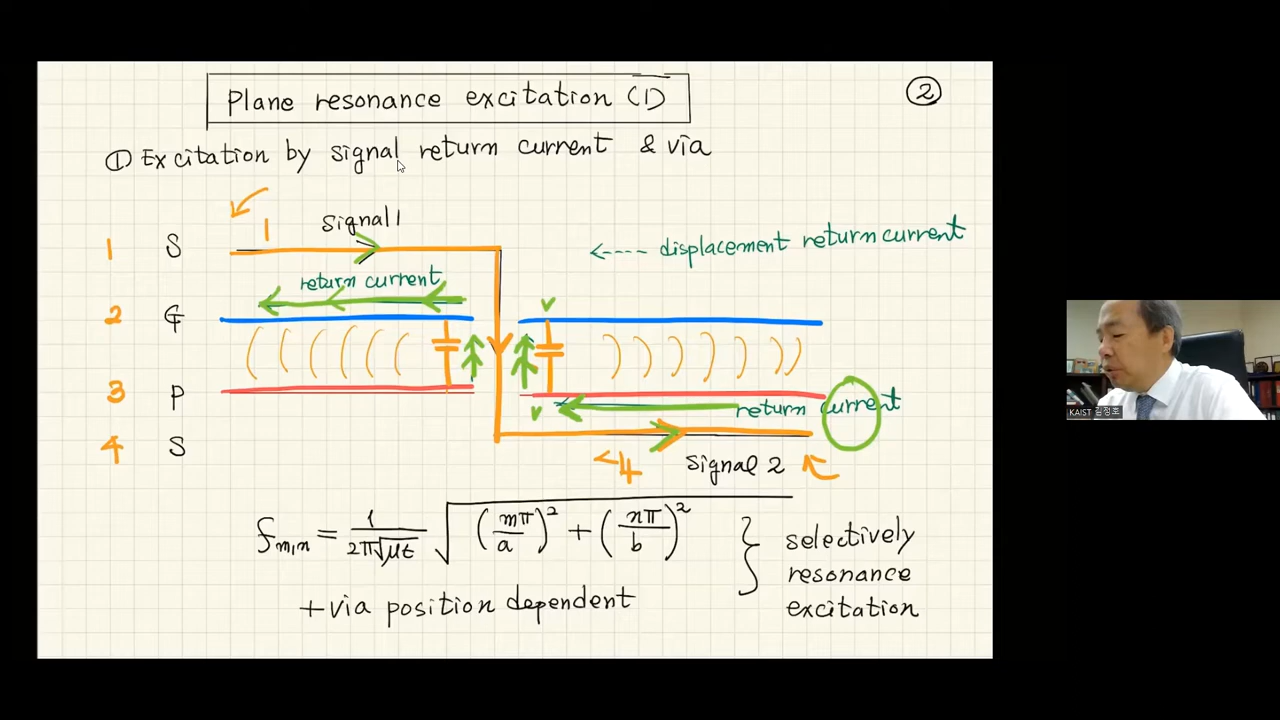 Plane resonance excitation (1)
2
① Excitation by signal return current & via
1 S 1 signal 1
<---- displacement return current
return current
2 G v
3 P v return current
4 S <4 signal 2
fm,n = 1/2π√με √(mπ/a)² + (nπ/b)² } selectively
resonance
+ via position dependent excitation
KAIST 김정호